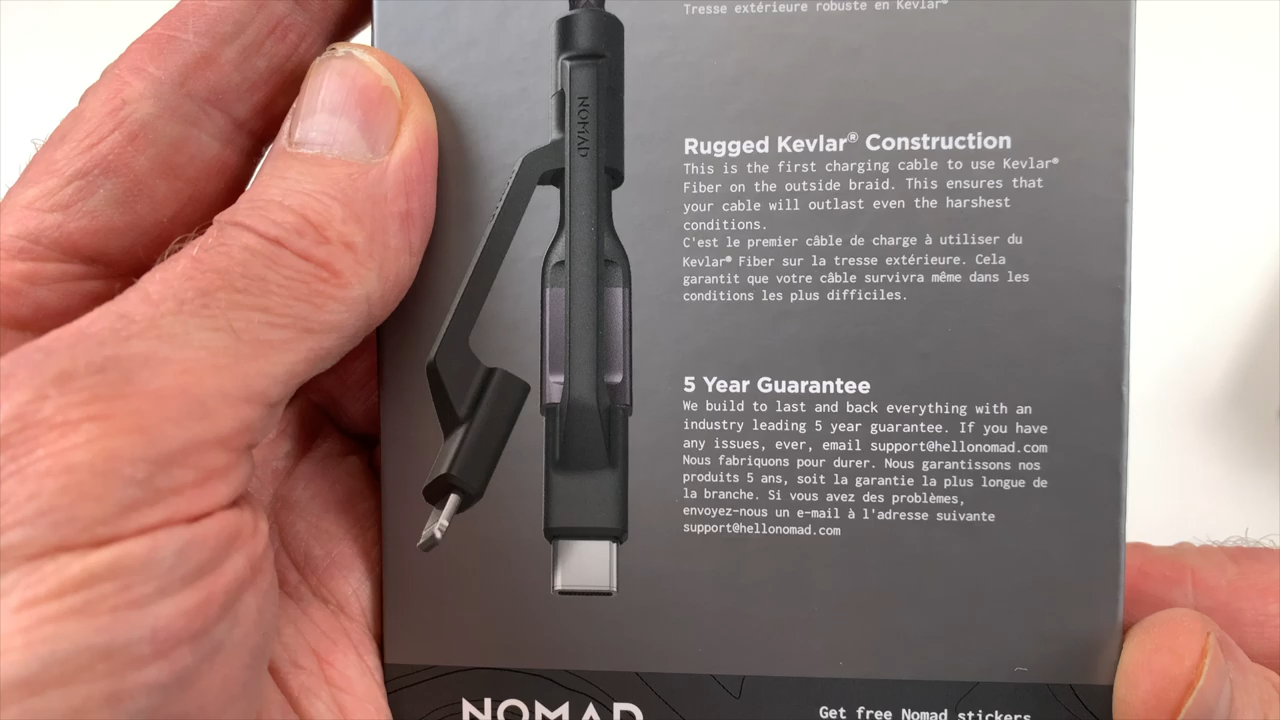 Tresse extérieure robuste en Kevlar®
NOMAD
Rugged Kevlar® Construction
This is the first charging cable to use Kevlar®
Fiber on the outside braid. This ensures that
your cable will outlast even the harshest
conditions.
C'est le premier câble de charge à utiliser du
Kevlar® Fiber sur la tresse extérieure. Cela
garantit que votre câble survivra même dans les
conditions les plus difficiles.
5 Year Guarantee
We build to last and back everything with an
industry leading 5 year guarantee. If you have
any issues, ever, email support@hellonomad.com
Nous fabriquons pour durer. Nous garantissons nos
produits 5 ans, soit la garantie la plus longue de
la branche. Si vous avez des problèmes,
envoyez-nous un e-mail à l'adresse suivante
support@hellonomad.com
NOMAD
Get free Nomad stickers